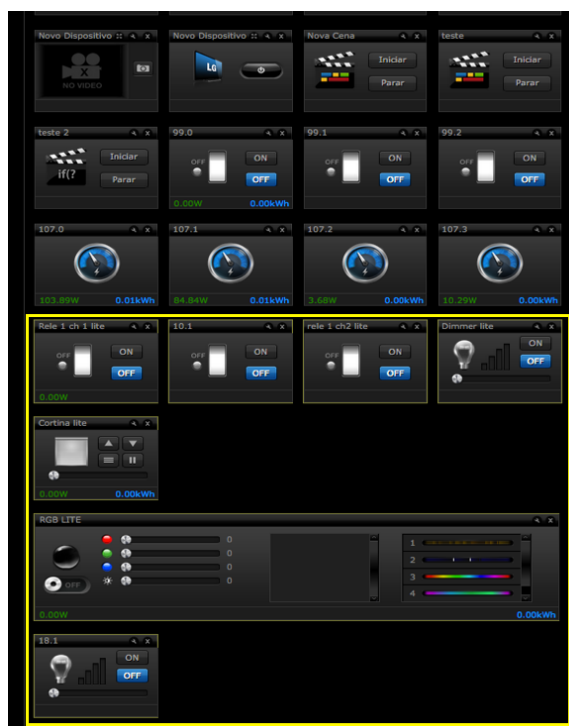 Novo Dispositivo
Novo Dispositivo
Nova Cena
teste
NO VIDEO
LG
Iniciar
Parar
Iniciar
Parar
teste 2
99.0
99.1
99.2
if(?
Iniciar
Parar
OFF
ON
OFF
OFF
ON
OFF
OFF
ON
OFF
0.00W
0.00kWh
107.0
107.1
107.2
107.3
103.89W
0.01kWh
84.84W
0.01kWh
3.68W
0.00kWh
10.29W
0.00kWh
Rele 1 ch 1 lite
10.1
rele 1 ch2 lite
Dimmer lite
OFF
ON
OFF
OFF
ON
OFF
OFF
ON
OFF
ON
OFF
0.00W
Cortina lite
0.00W
0.00kWh
RGB LITE
0
0
0
0
OFF
1
2
3
4
0.00W
0.00kWh
18.1
ON
OFF